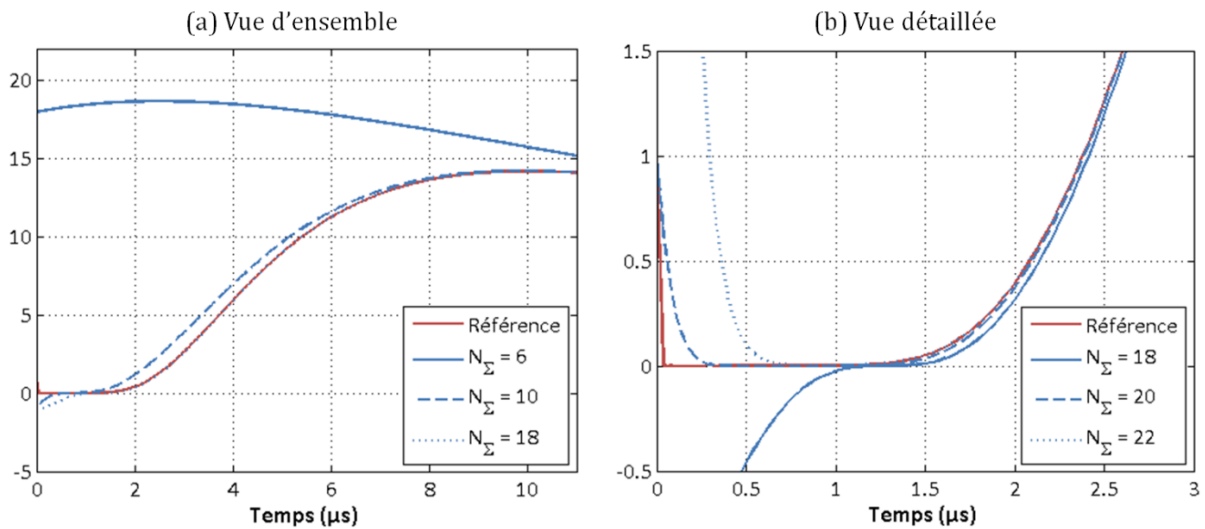 (a) Vue d'ensemble
20
15
10
5
0
-5
0 2 4 6 8 10
Temps (µs)
Référence
N_Σ = 6
N_Σ = 10
N_Σ = 18
(b) Vue détaillée
1.5
1
0.5
0
-0.5
0 0.5 1 1.5 2 2.5 3
Temps (µs)
Référence
N_Σ = 18
N_Σ = 20
N_Σ = 22